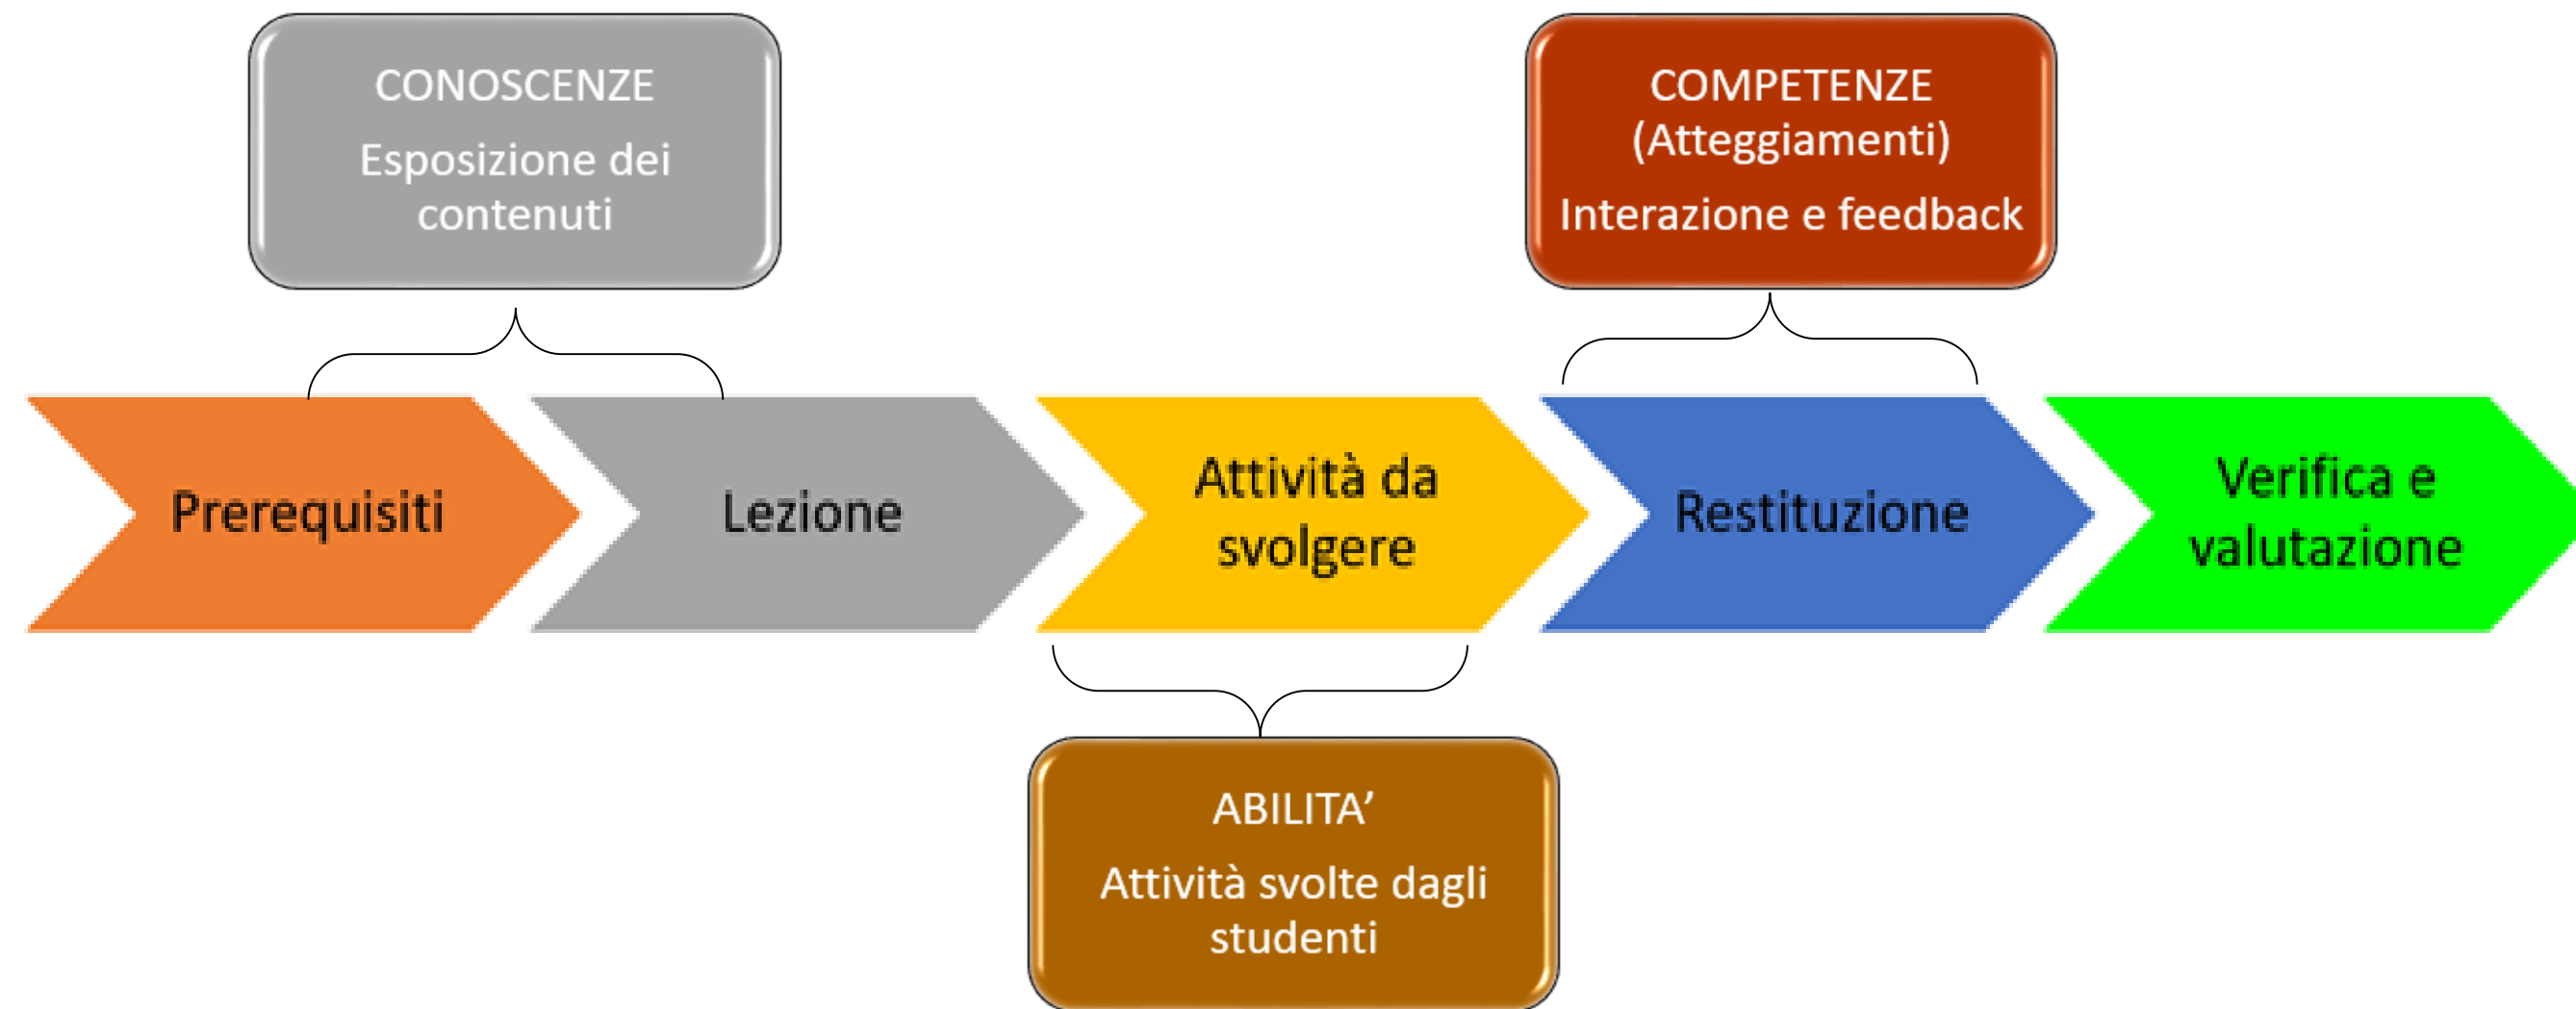 CONOSCENZE
Esposizione dei
contenuti
COMPETENZE
(Atteggiamenti)
Interazione e feedback
Prerequisiti
Lezione
Attività da
svolgere
Restituzione
Verifica e
valutazione
ABILITA’
Attività svolte dagli
studenti